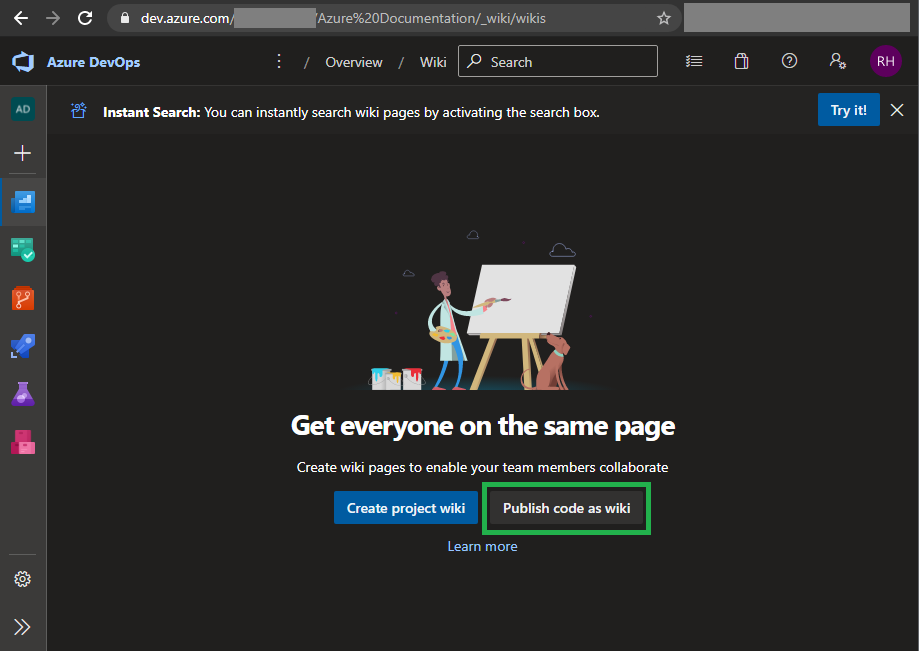 dev.azure.com/ /Azure%20Documentation/_wiki/wikis
Azure DevOps / Overview / Wiki Search RH
AD
Instant Search: You can instantly search wiki pages by activating the search box. Try it!
Get everyone on the same page
Create wiki pages to enable your team members collaborate
Create project wiki Publish code as wiki
Learn more